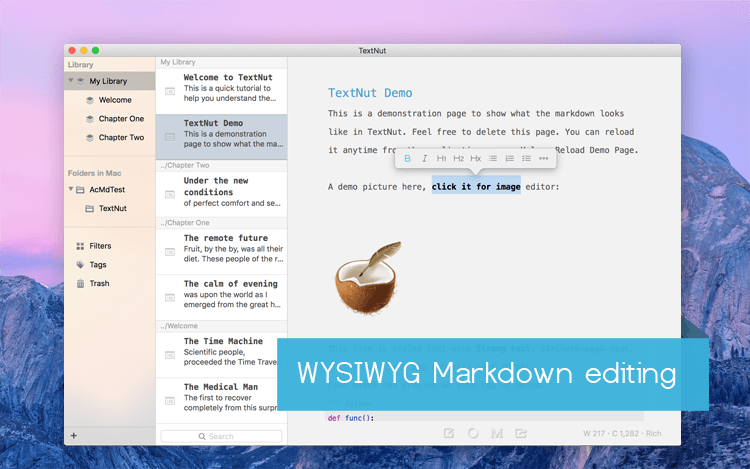 TextNut
Library
My Library
Welcome
Chapter One
Chapter Two
Folders in Mac
AcMdTest
TextNut
Filters
Tags
Trash
My Library
Welcome to TextNut
This is a quick tutorial to
help you understand the...
TextNut Demo
This is a demonstration
page to show what the ma...
../Chapter Two
Under the new
conditions
of perfect comfort and se...
../Chapter One
The remote future
Fruit, by the by, was all their
diet. These people of the r...
The calm of evening
was upon the world as I
emerged from the great h...
../Welcome
The Time Machine
Scientific people,
proceeded the Time Trave
The Medical Man
The first to recover
completely from this surpr
Search
TextNut Demo
This is a demonstration page to show what the markdown looks
like in TextNut. Feel free to delete this page. You can reload
it anytime Reload Demo Page.
B I H1 H2 Hx
A demo picture here, click it for image editor:
WYSIWYG Markdown editing
def func():
W 217 - C 1,282 - Rich